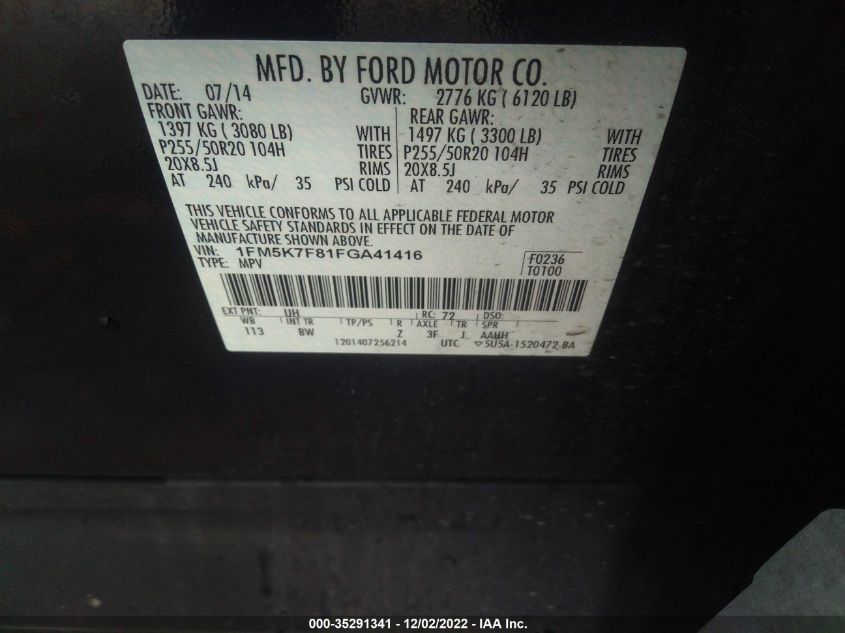 MFD. BY FORD MOTOR CO.
DATE: 07/14 GVWR: 2776 KG ( 6120 LB)
FRONT GAWR: REAR GAWR:
1397 KG ( 3080 LB) WITH 1497 KG ( 3300 LB) WITH
P255/50R20 104H TIRES P255/50R20 104H TIRES
20X8.5J RIMS 20X8.5J RIMS
AT 240 kPa/ 35 PSI COLD AT 240 kPa/ 35 PSI COLD
THIS VEHICLE CONFORMS TO ALL APPLICABLE FEDERAL MOTOR
VEHICLE SAFETY STANDARDS IN EFFECT ON THE DATE OF
MANUFACTURE SHOWN ABOVE.
VIN: 1FM5K7F81FGA41416 F0236
TYPE: MPV T0100
EXT PNT: UH RC: 72 DSO:
WB INT TR TP/PS R AXLE TR SPR
113 BW Z 3F J AAHH
1201407256214 UTC ▽5U5A-1520472-BA
000-35291341 - 12/02/2022 - IAA Inc.